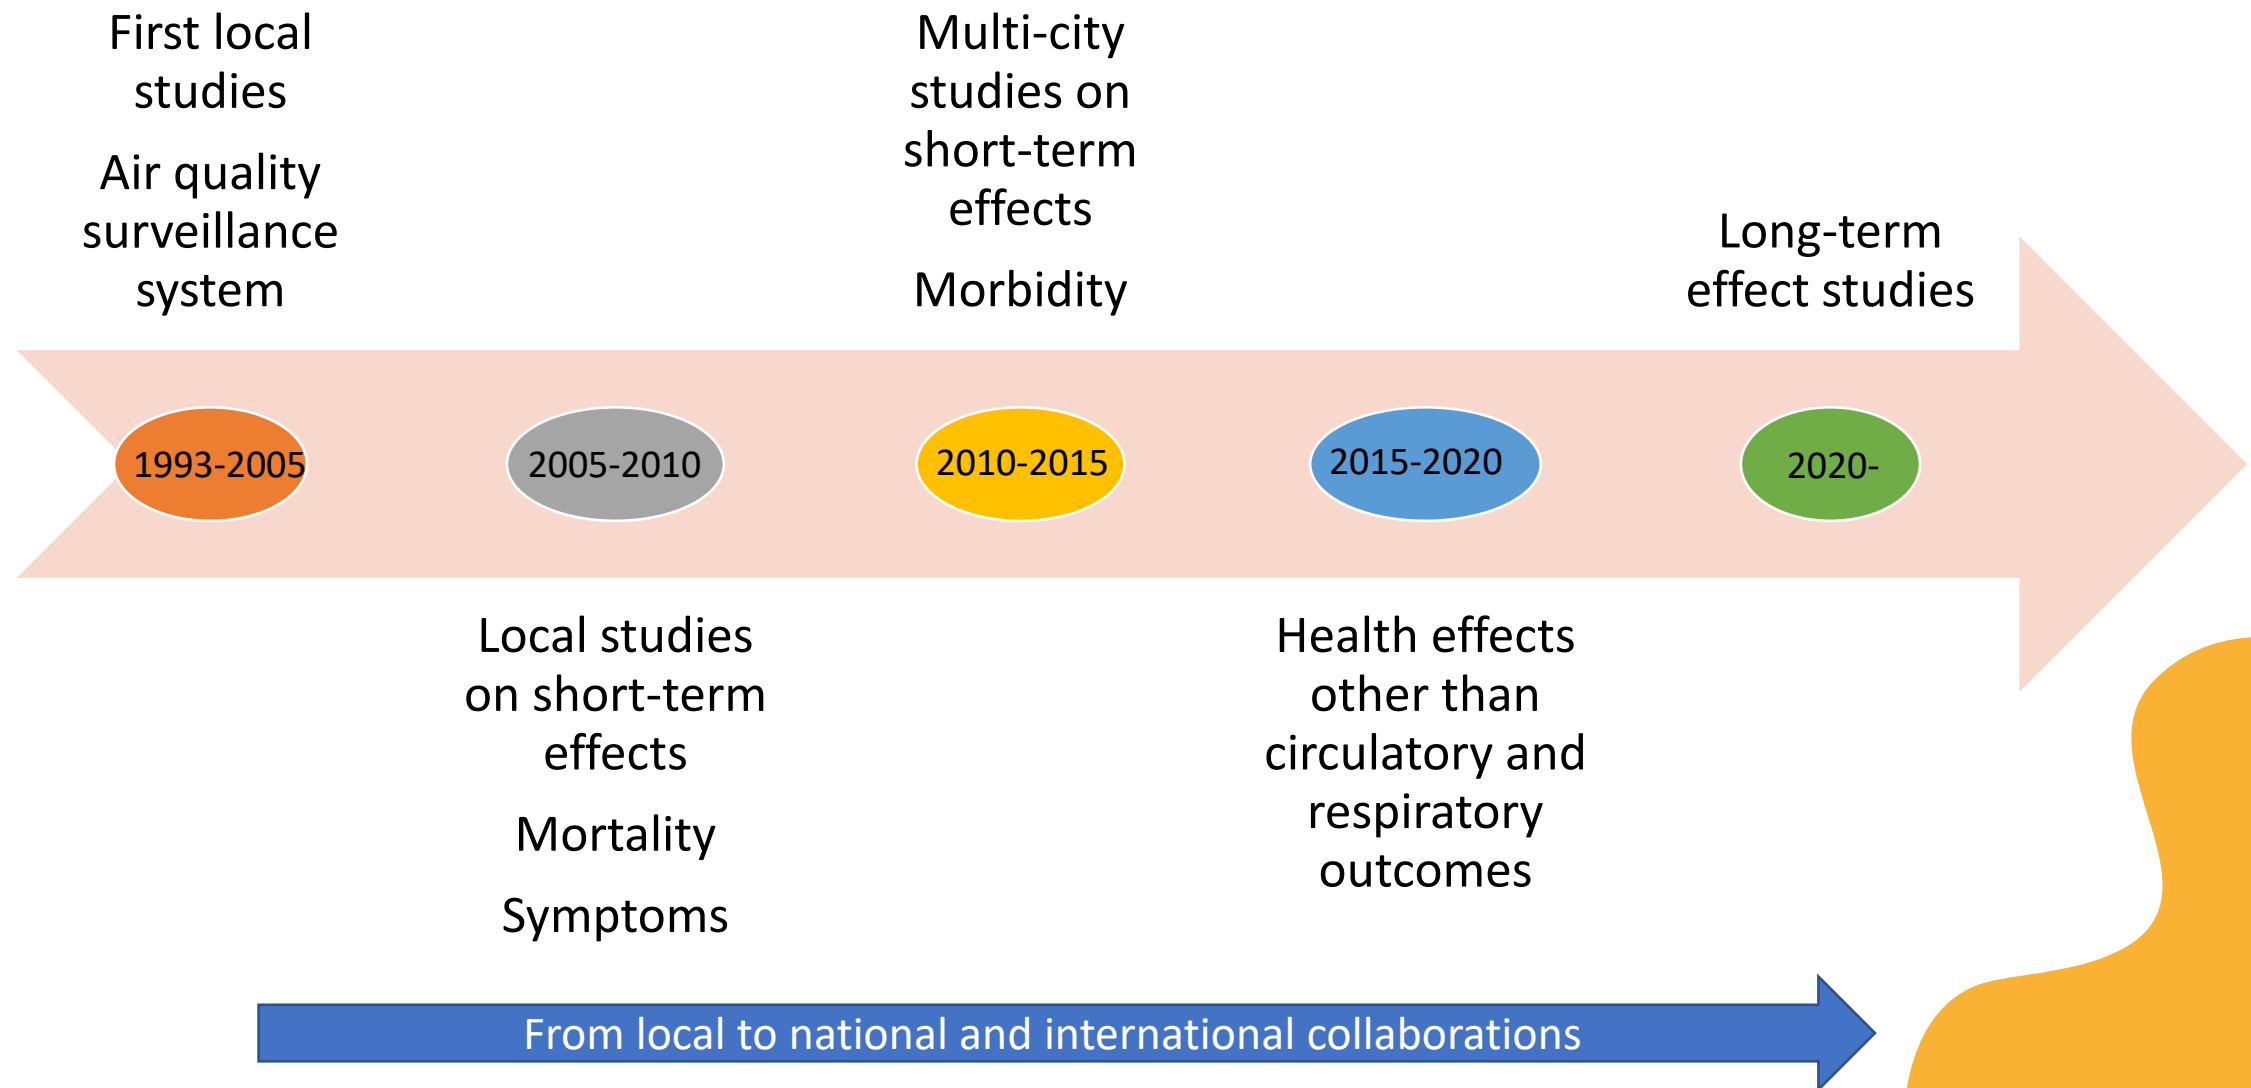 First local
studies
Air quality
surveillance
system
Multi-city
studies on
short-term
effects
Morbidity
Long-term
effect studies
1993-2005
2005-2010
2010-2015
2015-2020
2020-
Local studies
on short-term
effects
Mortality
Symptoms
Health effects
other than
circulatory and
respiratory
outcomes
From local to national and international collaborations